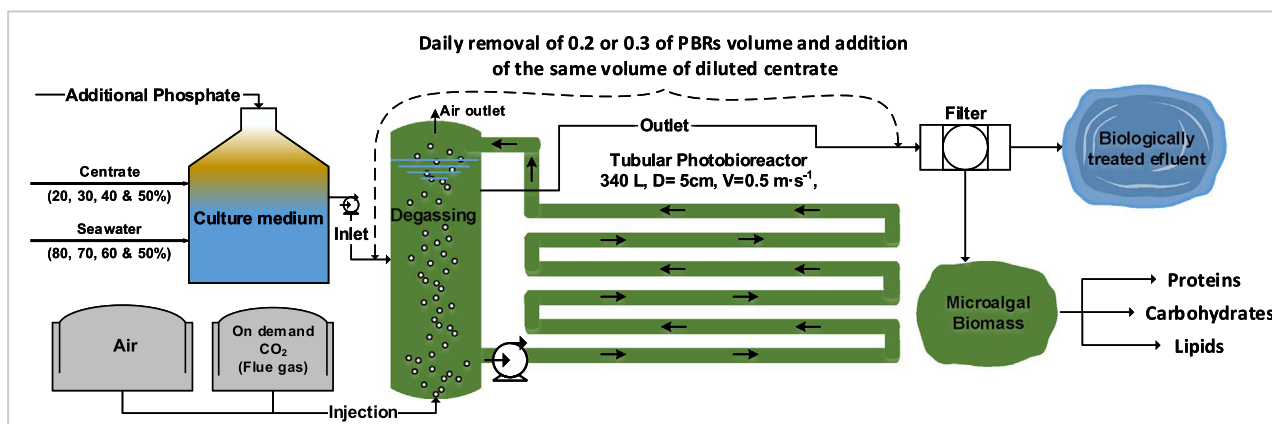 Daily removal of 0.2 or 0.3 of PBRs volume and addition
of the same volume of diluted centrate
Additional Phosphate
Air outlet
Filter
Outlet
Biologically
treated efluent
Tubular Photobioreactor
340 L, D= 5cm, V=0.5 m·s⁻¹,
Centrate
(20, 30, 40 & 50%)
Culture medium
Degassing
Seawater
(80, 70, 60 & 50%)
Inlet
Microalgal
Biomass
Proteins
Carbohydrates
Lipids
Air
On demand
CO₂
(Flue gas)
Injection